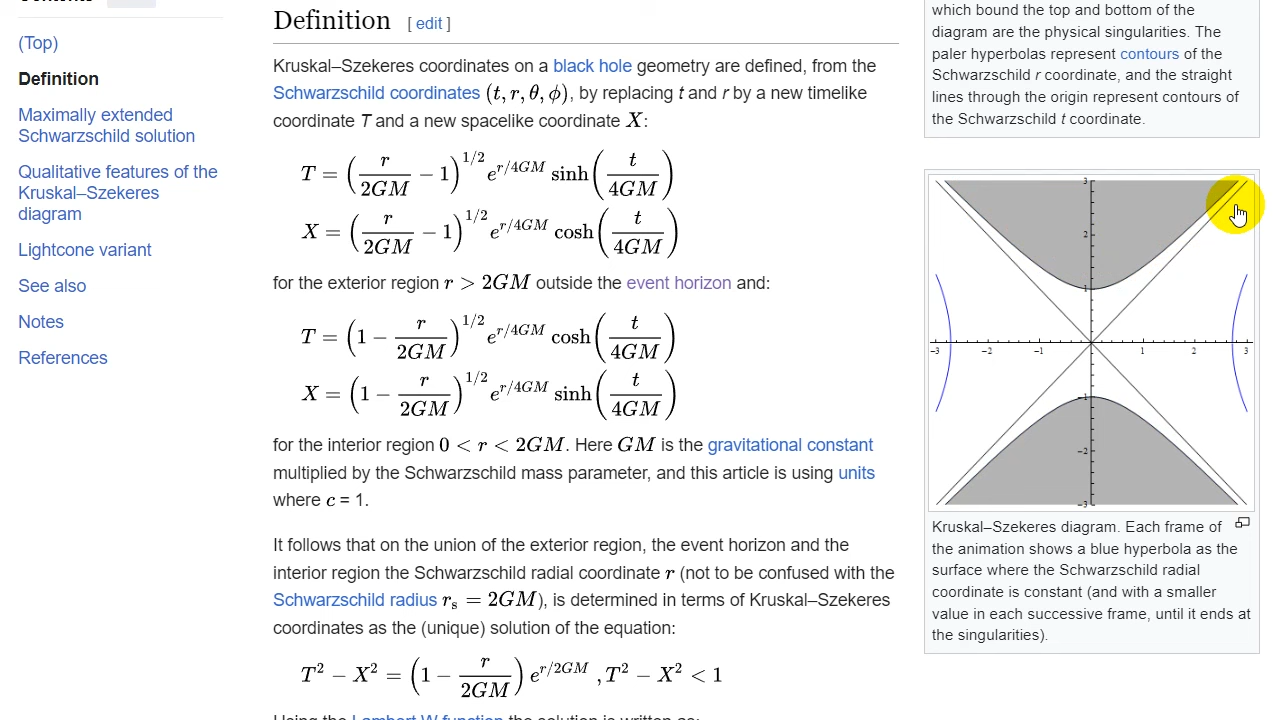 (Top)
Definition
Maximally extended
Schwarzschild solution
Qualitative features of the
Kruskal–Szekeres
diagram
Lightcone variant
See also
Notes
References
Definition [ edit ]
Kruskal–Szekeres coordinates on a black hole geometry are defined, from the
Schwarzschild coordinates (t, r, θ, ϕ), by replacing t and r by a new timelike
coordinate T and a new spacelike coordinate X:
T = (r/2GM − 1)^1/2 e^r/4GM sinh(t/4GM)
X = (r/2GM − 1)^1/2 e^r/4GM cosh(t/4GM)
for the exterior region r > 2GM outside the event horizon and:
T = (1 − r/2GM)^1/2 e^r/4GM cosh(t/4GM)
X = (1 − r/2GM)^1/2 e^r/4GM sinh(t/4GM)
for the interior region 0 < r < 2GM. Here GM is the gravitational constant
multiplied by the Schwarzschild mass parameter, and this article is using units
where c = 1.
It follows that on the union of the exterior region, the event horizon and the
interior region the Schwarzschild radial coordinate r (not to be confused with the
Schwarzschild radius r_s = 2GM), is determined in terms of Kruskal–Szekeres
coordinates as the (unique) solution of the equation:
T² − X² = (1 − r/2GM) e^r/2GM , T² − X² < 1
which bound the top and bottom of the
diagram are the physical singularities. The
paler hyperbolas represent contours of the
Schwarzschild r coordinate, and the straight
lines through the origin represent contours of
the Schwarzschild t coordinate.
3
2
1
-3 -2 -1 1 2 3
-1
-2
-3
Kruskal–Szekeres diagram. Each frame of
the animation shows a blue hyperbola as the
surface where the Schwarzschild radial
coordinate is constant (and with a smaller
value in each successive frame, until it ends at
the singularities).